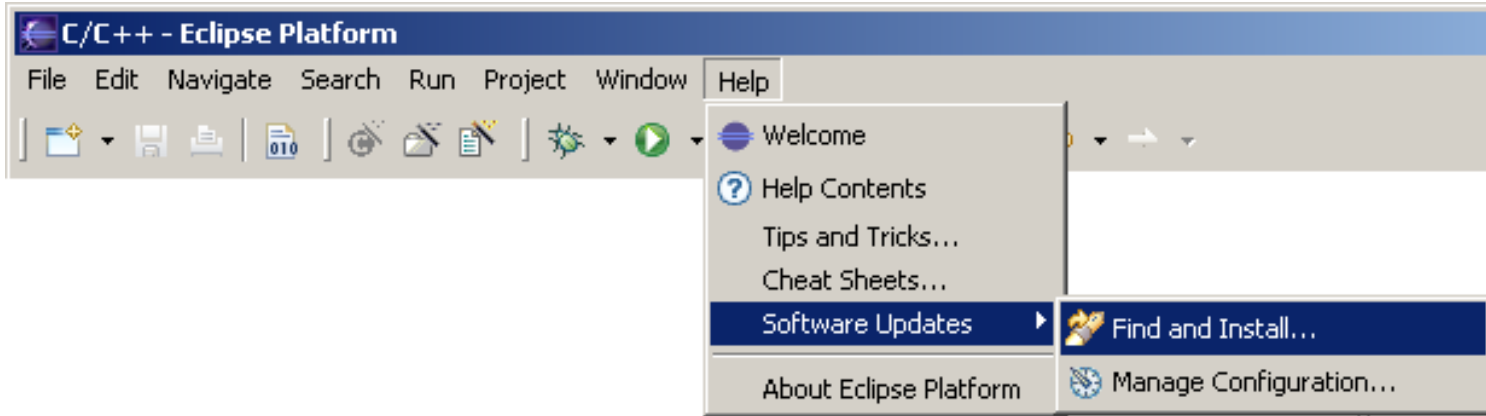 C/C++ - Eclipse Platform
File Edit Navigate Search Run Project Window Help
010
Welcome
Help Contents
Tips and Tricks...
Cheat Sheets...
Software Updates
Find and Install...
Manage Configuration...
About Eclipse Platform